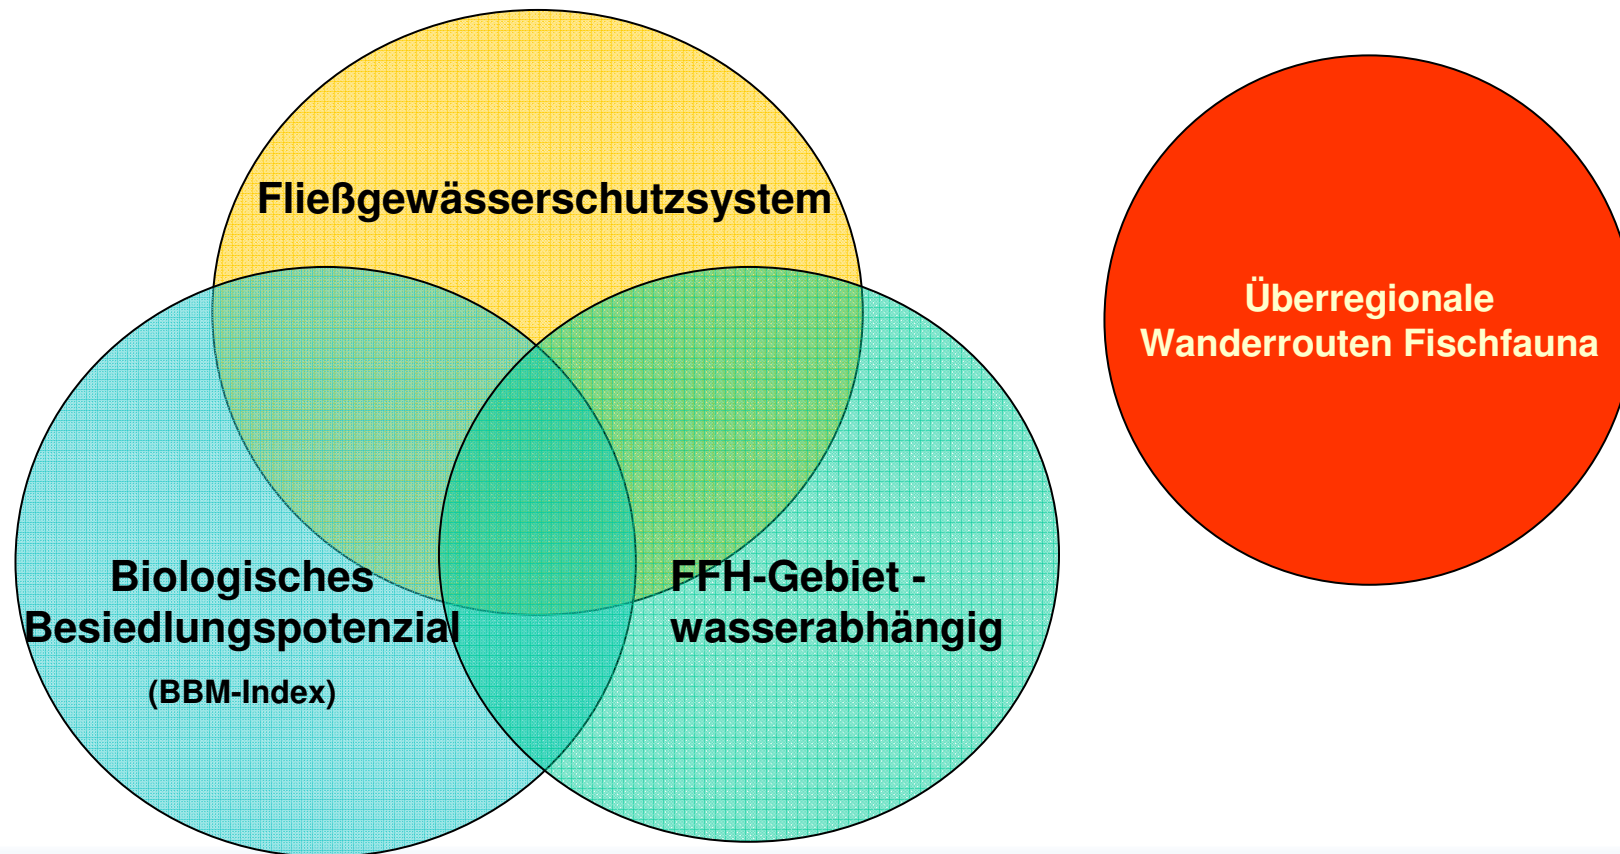 Fließgewässerschutzsystem
Überregionale
Wanderrouten Fischfauna
Biologisches
Besiedlungspotenzial
(BBM-Index)
FFH-Gebiet -
wasserabhängig